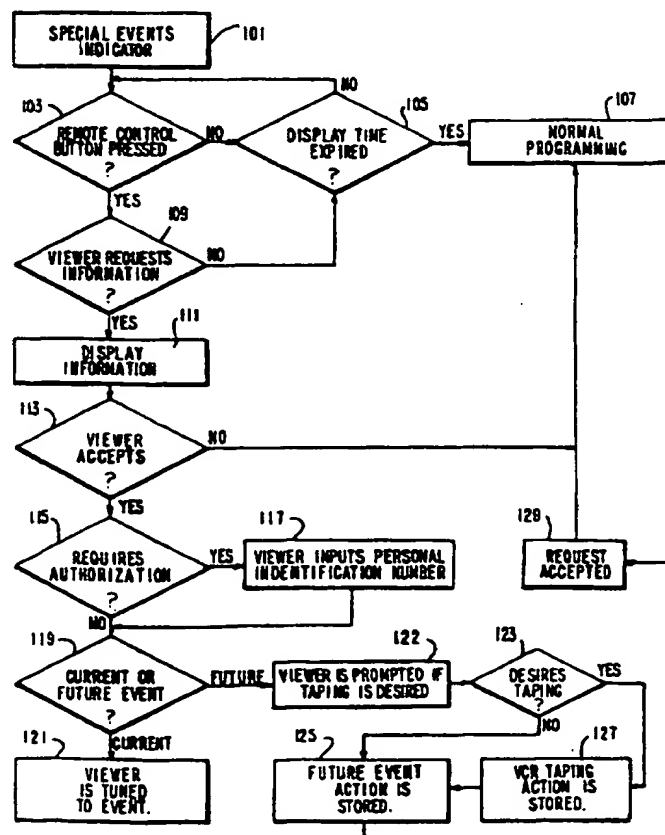 SPECIAL EVENTS
INDICATOR
101
NO
103
REMOTE CONTROL
BUTTON PRESSED
?
NO
105
DISPLAY TIME
EXPIRED
?
YES
107
NORMAL
PROGRAMMING
YES
109
VIEWER REQUESTS
INFORMATION
?
NO
YES
111
DISPLAY
INFORMATION
113
VIEWER
ACCEPTS
?
NO
YES
115
REQUIRES
AUTHORIZATION
?
YES
117
VIEWER INPUTS PERSONAL
INDENTIFICATION NUMBER
129
REQUEST
ACCEPTED
NO
119
CURRENT OR
FUTURE EVENT
?
FUTURE
122
VIEWER IS PROMPTED IF
TAPING IS DESIRED
123
DESIRES
TAPING
?
YES
NO
CURRENT
121
VIEWER
IS TUNED
TO EVENT.
125
FUTURE EVENT
ACTION IS
STORED.
127
VCR TAPING
ACTION IS
STORED.